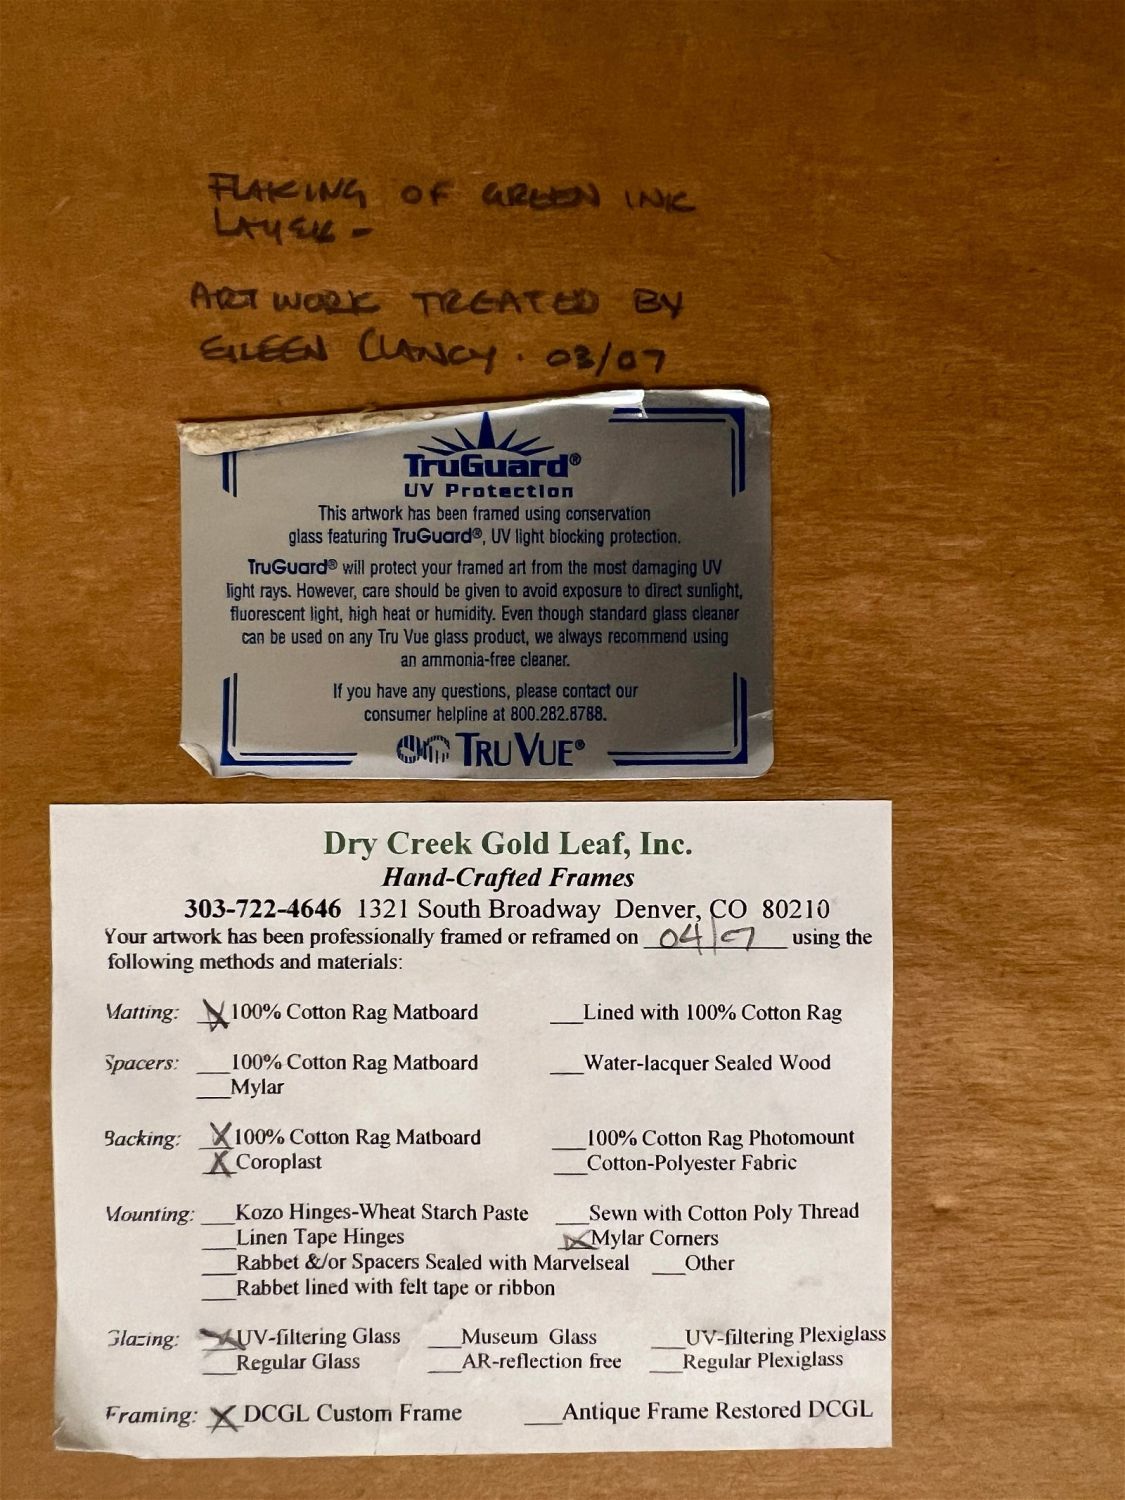 FLAKING OF GREEN INK
LAYER -
ARTWORK TREATED BY
EILEEN CLANCY. 03/07
TruGuard®
UV Protection
This artwork has been framed using conservation
glass featuring TruGuard®, UV light blocking protection.
TruGuard® will protect your framed art from the most damaging UV
light rays. However, care should be given to avoid exposure to direct sunlight,
fluorescent light, high heat or humidity. Even though standard glass cleaner
can be used on any Tru Vue glass product, we always recommend using
an ammonia-free cleaner.
If you have any questions, please contact our
consumer helpline at 800.282.8788.
TRU VUE®
Dry Creek Gold Leaf, Inc.
Hand-Crafted Frames
303-722-4646 1321 South Broadway Denver, CO 80210
Your artwork has been professionally framed or reframed on 04/07 using the
following methods and materials:
Matting: X 100% Cotton Rag Matboard ___Lined with 100% Cotton Rag
Spacers: ___100% Cotton Rag Matboard ___Water-lacquer Sealed Wood
___Mylar
Backing: X 100% Cotton Rag Matboard ___100% Cotton Rag Photomount
X Coroplast ___Cotton-Polyester Fabric
Mounting: ___Kozo Hinges-Wheat Starch Paste ___Sewn with Cotton Poly Thread
___Linen Tape Hinges X Mylar Corners
___Rabbet &/or Spacers Sealed with Marvelseal ___Other
___Rabbet lined with felt tape or ribbon
Glazing: X UV-filtering Glass ___Museum Glass ___UV-filtering Plexiglass
___Regular Glass ___AR-reflection free ___Regular Plexiglass
Framing: X DCGL Custom Frame ___Antique Frame Restored DCGL